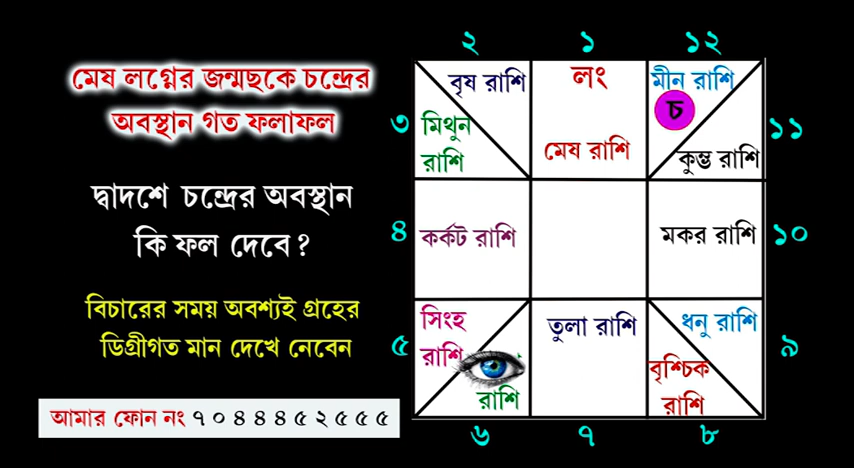 মেষ লগ্নের জন্মছকে চন্দ্রের
অবস্থান গত ফলাফল
দ্বাদশে চন্দ্রের অবস্থান
কি ফল দেবে?
বিচারের সময় অবশ্যই গ্রহের
ডিগ্রীগত মান দেখে নেবেন
আমার ফোন নং ৭০৪৪৪৫২৫৫৫
২ ১ ১২
বৃষ রাশি
লং
মীন রাশি
চ
৩
মিথুন
রাশি
মেষ রাশি
কুম্ভ রাশি
১১
৪
কর্কট রাশি
মকর রাশি
১০
৫
সিংহ
রাশি
রাশি
তুলা রাশি
ধনু রাশি
৯
বৃশ্চিক
রাশি
৬ ৭ ৮